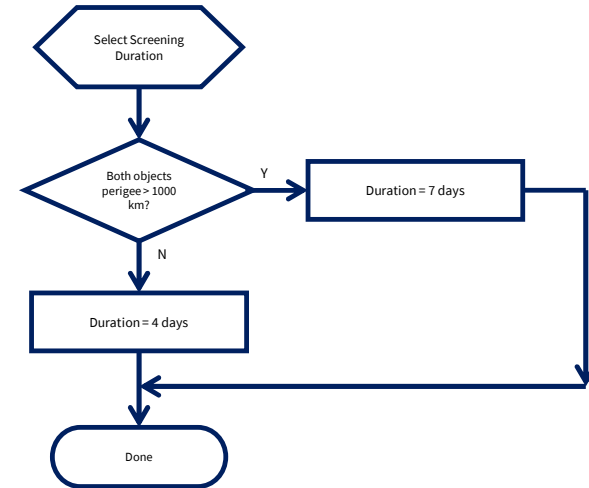 Select Screening
Duration
Both objects
perigee > 1000
km?
Y
Duration = 7 days
N
Duration = 4 days
Done